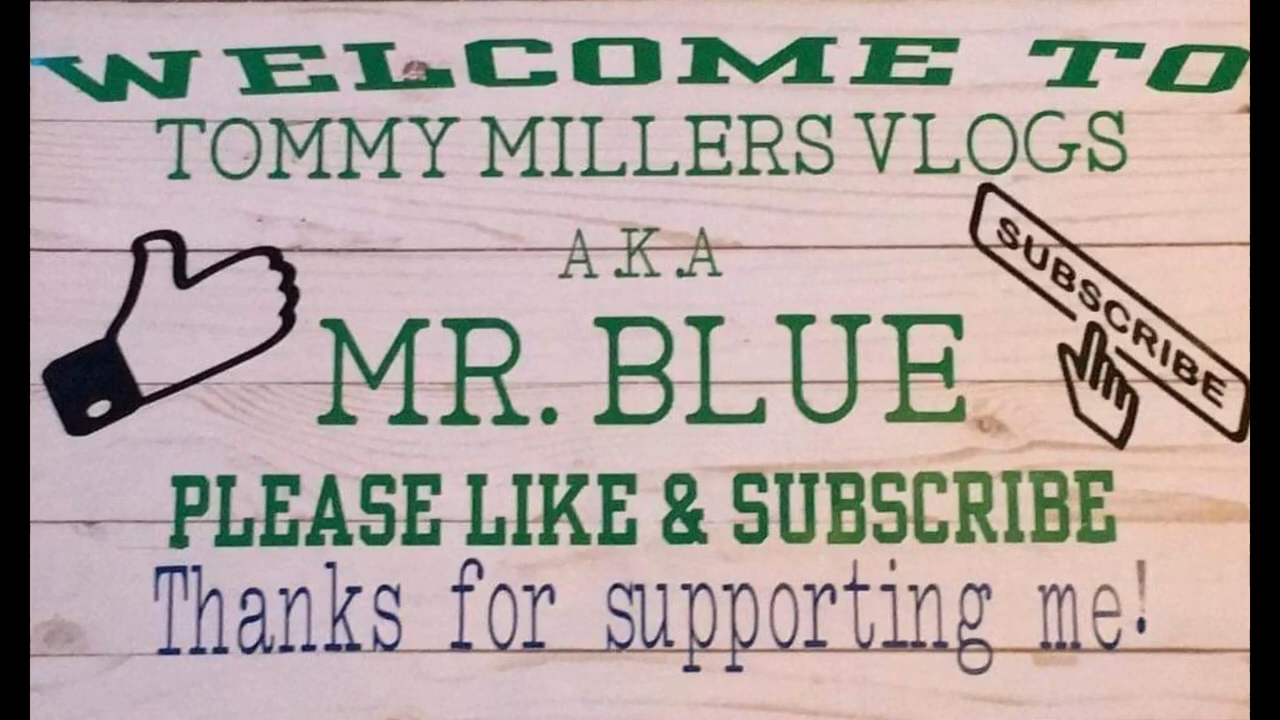 WELCOME TO
TOMMY MILLERS VLOGS
A.K.A
MR. BLUE
SUBSCRIBE
PLEASE LIKE & SUBSCRIBE
Thanks for supporting me!